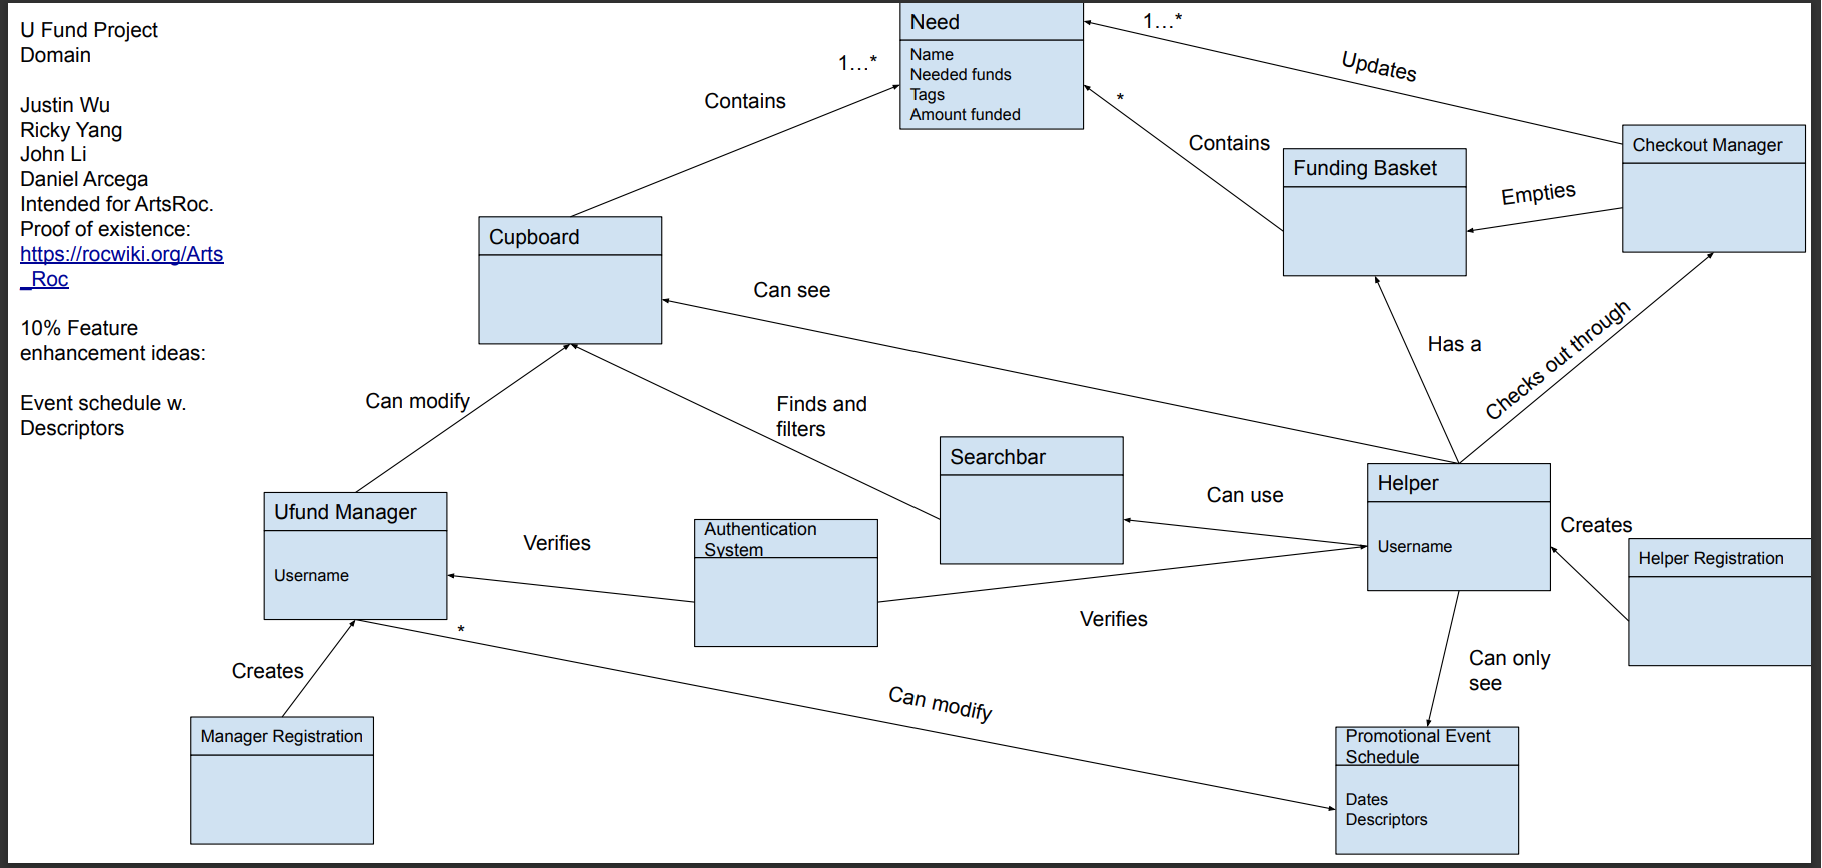 U Fund Project
Domain
Justin Wu
Ricky Yang
John Li
Daniel Arcega
Intended for ArtsRoc.
Proof of existence:
https://rocwiki.org/Arts
_Roc
10% Feature
enhancement ideas:
Event schedule w.
Descriptors
Need
Name
Needed funds
Tags
Amount funded
1...*
1...*
Updates
Contains
*
Contains
Checkout Manager
Funding Basket
Empties
Cupboard
Can see
Has a
Checks out through
Can modify
Finds and
filters
Searchbar
Can use
Helper
Username
Creates
Helper Registration
Ufund Manager
Username
Verifies
Authentication
System
Verifies
*
Creates
Can only
see
Can modify
Manager Registration
Promotional Event
Schedule
Dates
Descriptors